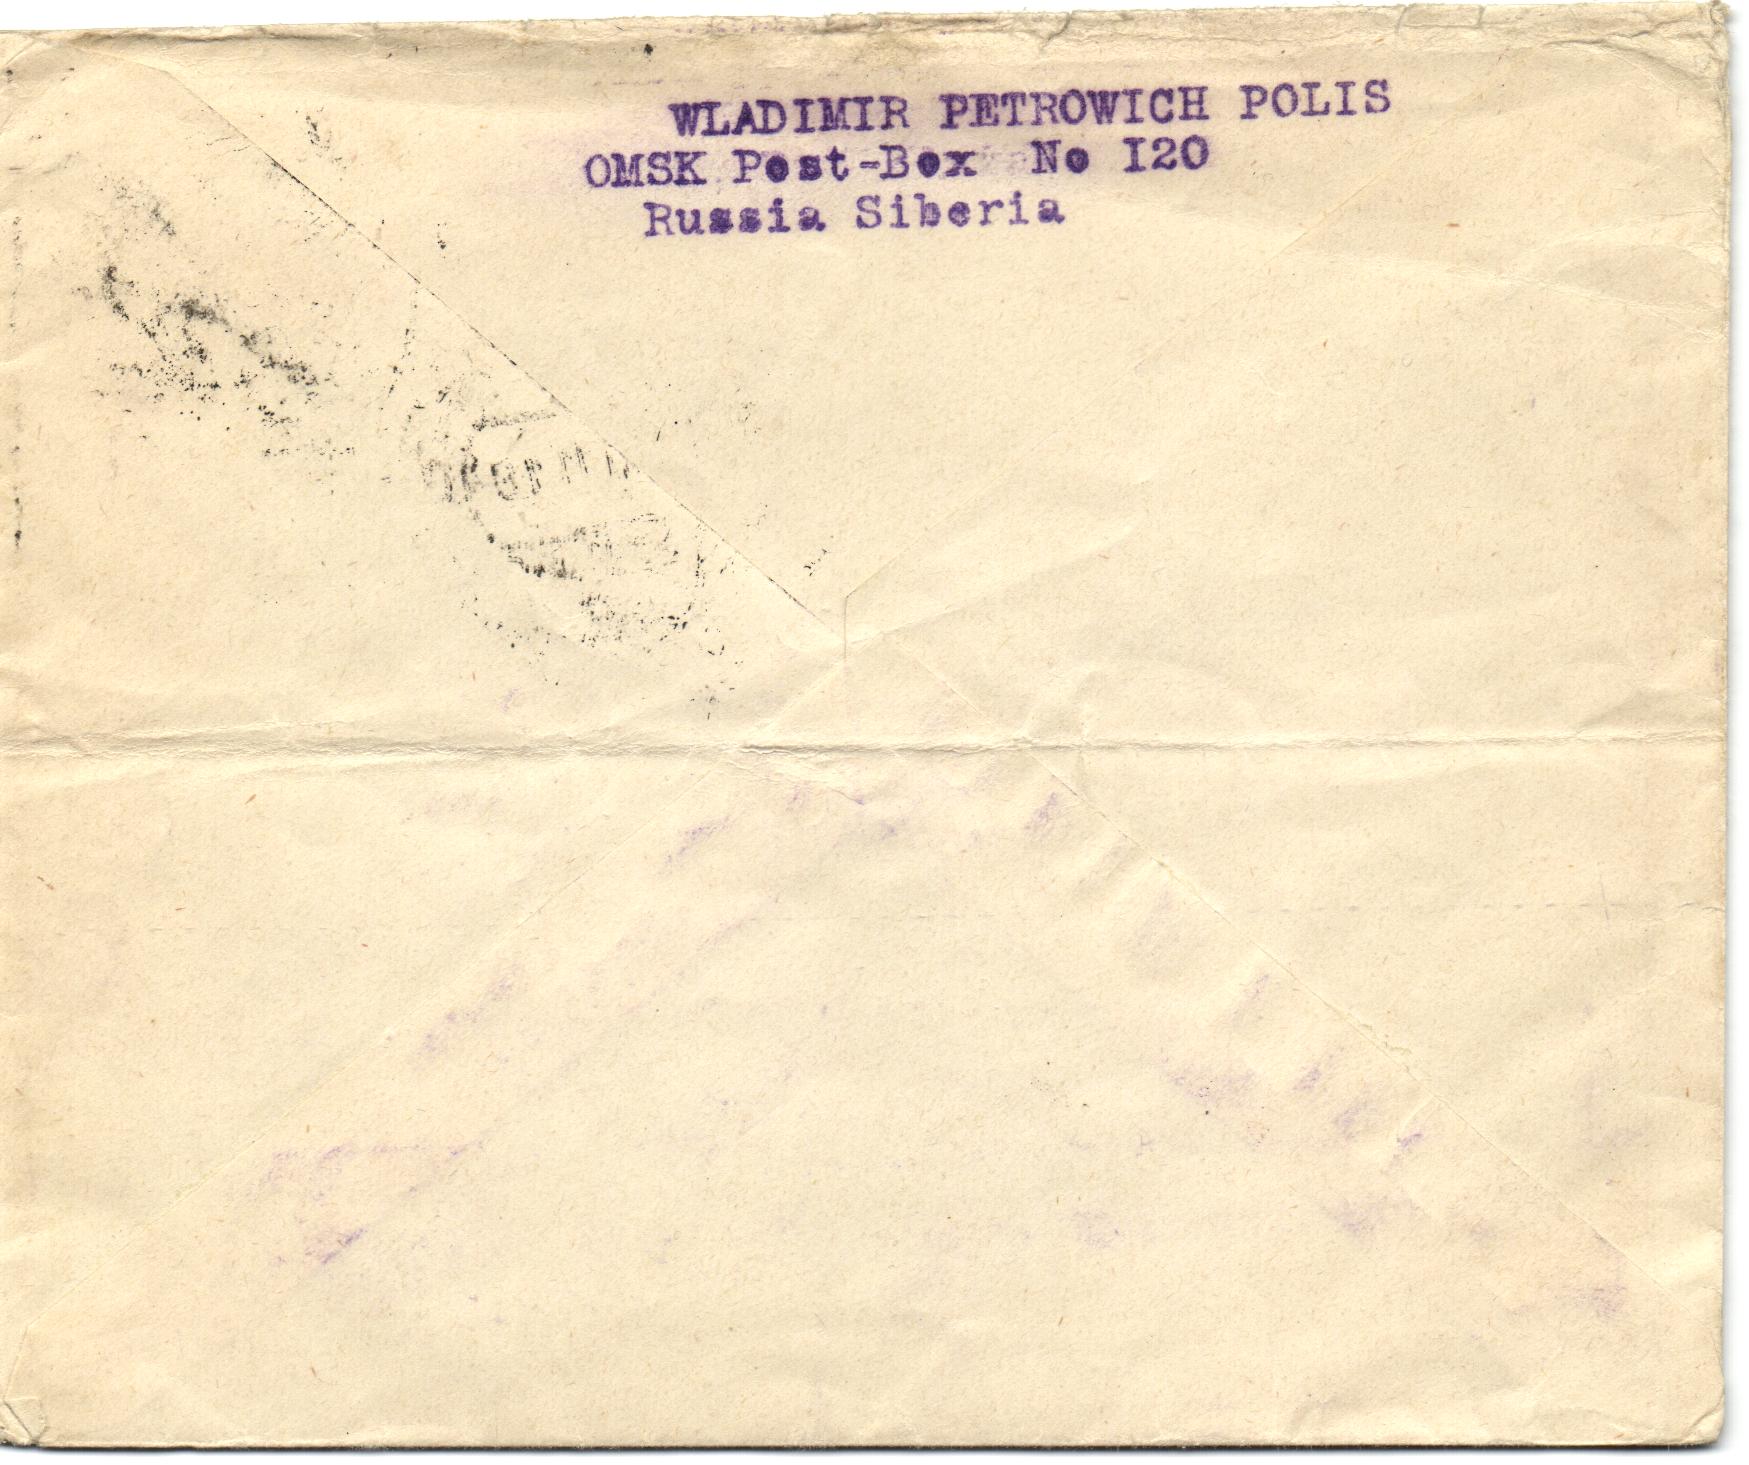 WLADIMIR PETROWICH POLIS
OMSK Post-Box No I20
Russia Siberia